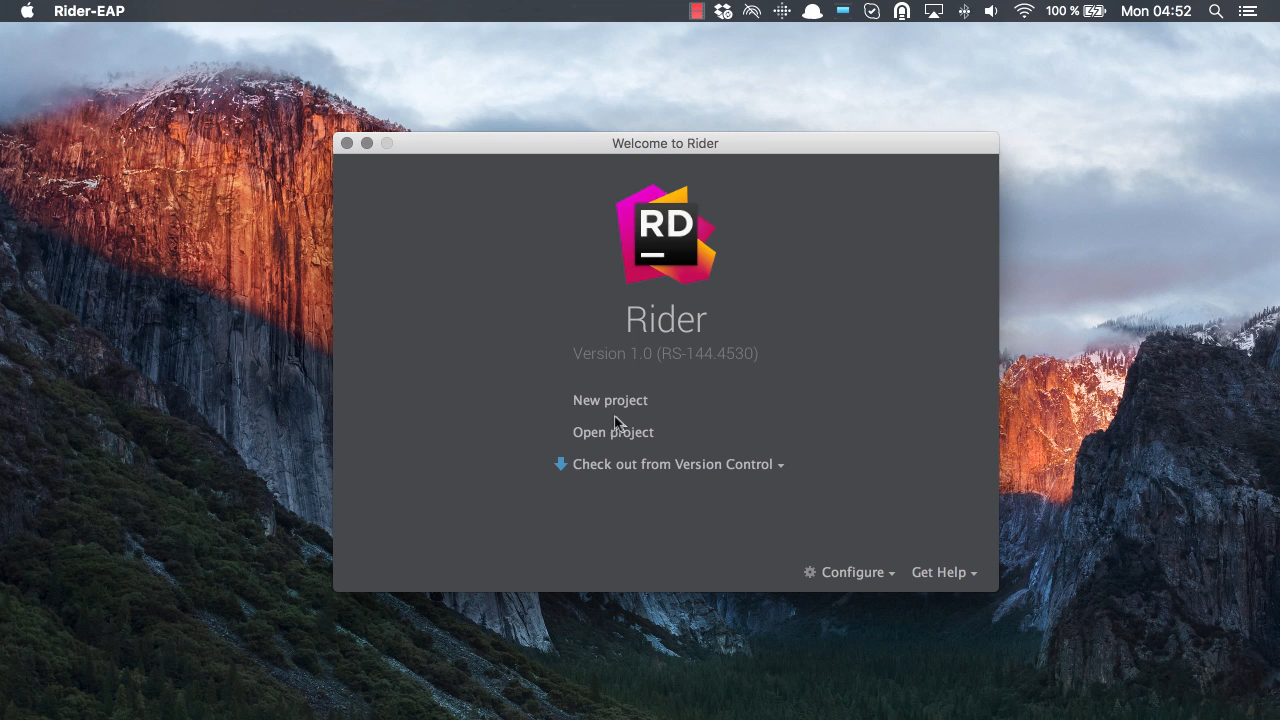 Rider-EAP
100 %
Mon 04:52
Welcome to Rider
RD
Rider
Version 1.0 (RS-144.4530)
New project
Open project
Check out from Version Control
Configure
Get Help